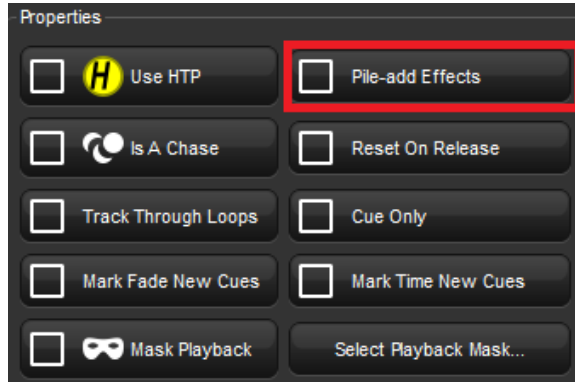 Properties
H Use HTP
Pile-add Effects
Is A Chase
Reset On Release
Track Through Loops
Cue Only
Mark Fade New Cues
Mark Time New Cues
Mask Playback
Select Playback Mask...